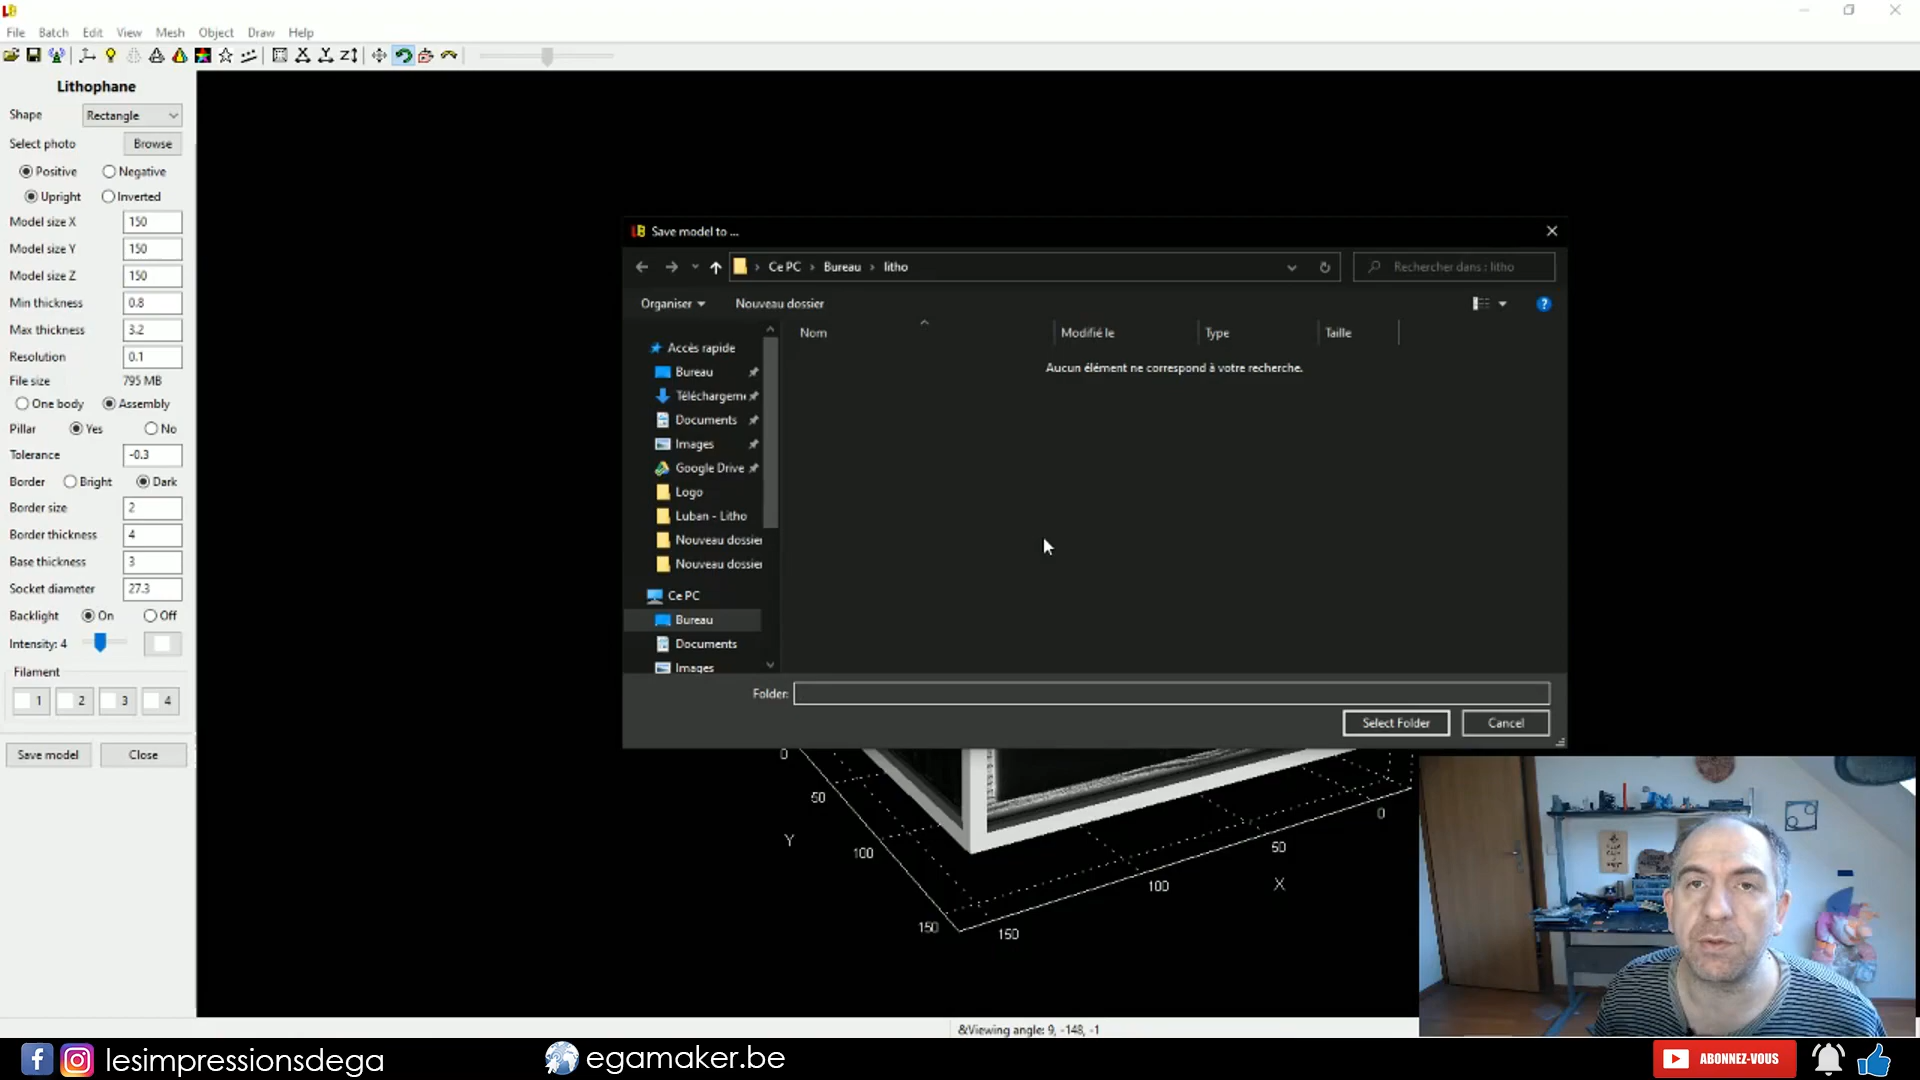 File Batch Edit View Mesh Object Draw Help
Lithophane
Shape Rectangle
Select photo Browse
Positive Negative
Upright Inverted
Model size X 150
Model size Y 150
Model size Z 150
Min thickness 0.8
Max thickness 3.2
Resolution 0.1
File size 795 MB
One body Assembly
Pillar Yes No
Tolerance -0.3
Border Bright Dark
Border size 2
Border thickness 4
Base thickness 3
Socket diameter 27.3
Backlight On Off
Intensity: 4
Filament
1 2 3 4
Save model Close
Save model to ...
Ce PC > Bureau > litho
Rechercher dans : litho
Organiser Nouveau dossier
Nom Modifié le Type Taille
Aucun élément ne correspond à votre recherche.
Accès rapide
Bureau
Téléchargeme
Documents
Images
Google Drive
Logo
Luban - Litho
Nouveau dossier
Nouveau dossier
Ce PC
Bureau
Documents
Images
Folder:
Select Folder Cancel
0
50
Y 100
150
0
50
X
100
150
&Viewing angle: 9, -148, -1
lesimpressionsdega
egamaker.be
ABONNEZ-VOUS